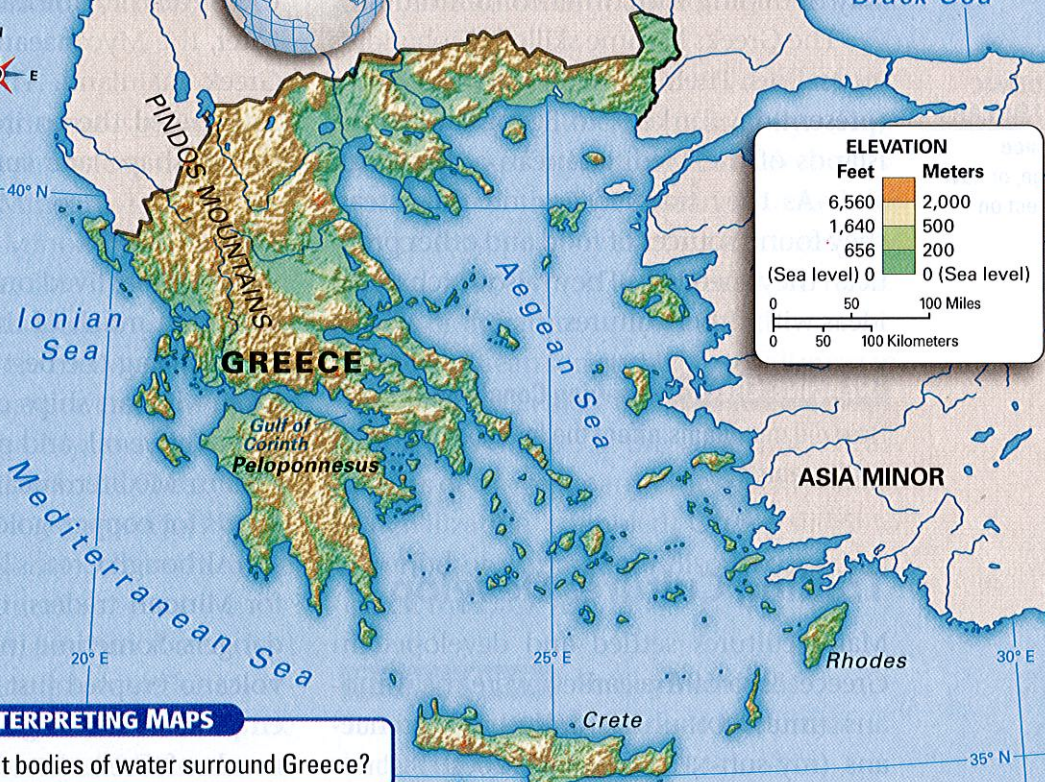 E
PINDOS MOUNTAINS
40° N
ELEVATION
Feet Meters
6,560 2,000
1,640 500
656 200
(Sea level) 0 0 (Sea level)
0 50 100 Miles
0 50 100 Kilometers
Ionian
Sea
Aegean Sea
GREECE
Gulf of
Corinth
Peloponnesus
ASIA MINOR
Mediterranean Sea
20° E
25° E
30° E
Rhodes
Crete
35° N
TERPRETING MAPS
t bodies of water surround Greece?